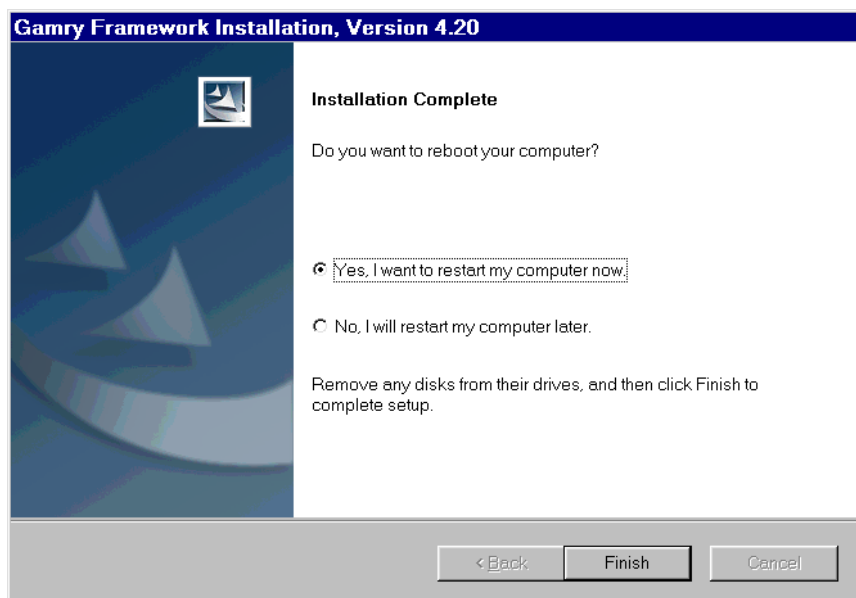 Gamry Framework Installation, Version 4.20
Installation Complete
Do you want to reboot your computer?
Yes, I want to restart my computer now.
No, I will restart my computer later.
Remove any disks from their drives, and then click Finish to
complete setup.
< Back
Finish
Cancel